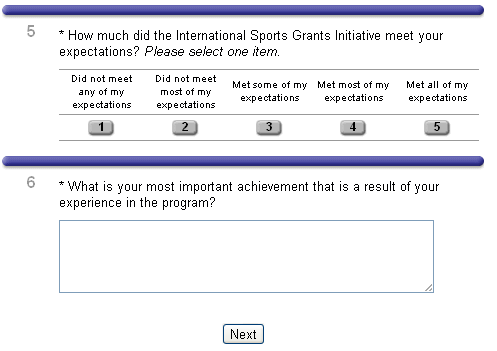 5
* How much did the International Sports Grants Initiative meet your
expectations? Please select one item.
Did not meet any of my expectations
Did not meet most of my expectations
Met some of my expectations
Met most of my expectations
Met all of my expectations
1 2 3 4 5
6
* What is your most important achievement that is a result of your
experience in the program?
Next